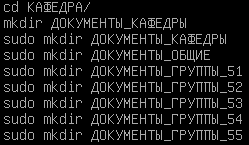 cd КАФЕДРА/
mkdir ДОКУМЕНТЫ_КАФЕДРЫ
sudo mkdir ДОКУМЕНТЫ_КАФЕДРЫ
sudo mkdir ДОКУМЕНТЫ_ОБЩИЕ
sudo mkdir ДОКУМЕНТЫ_ГРУППЫ_51
sudo mkdir ДОКУМЕНТЫ_ГРУППЫ_52
sudo mkdir ДОКУМЕНТЫ_ГРУППЫ_53
sudo mkdir ДОКУМЕНТЫ_ГРУППЫ_54
sudo mkdir ДОКУМЕНТЫ_ГРУППЫ_55